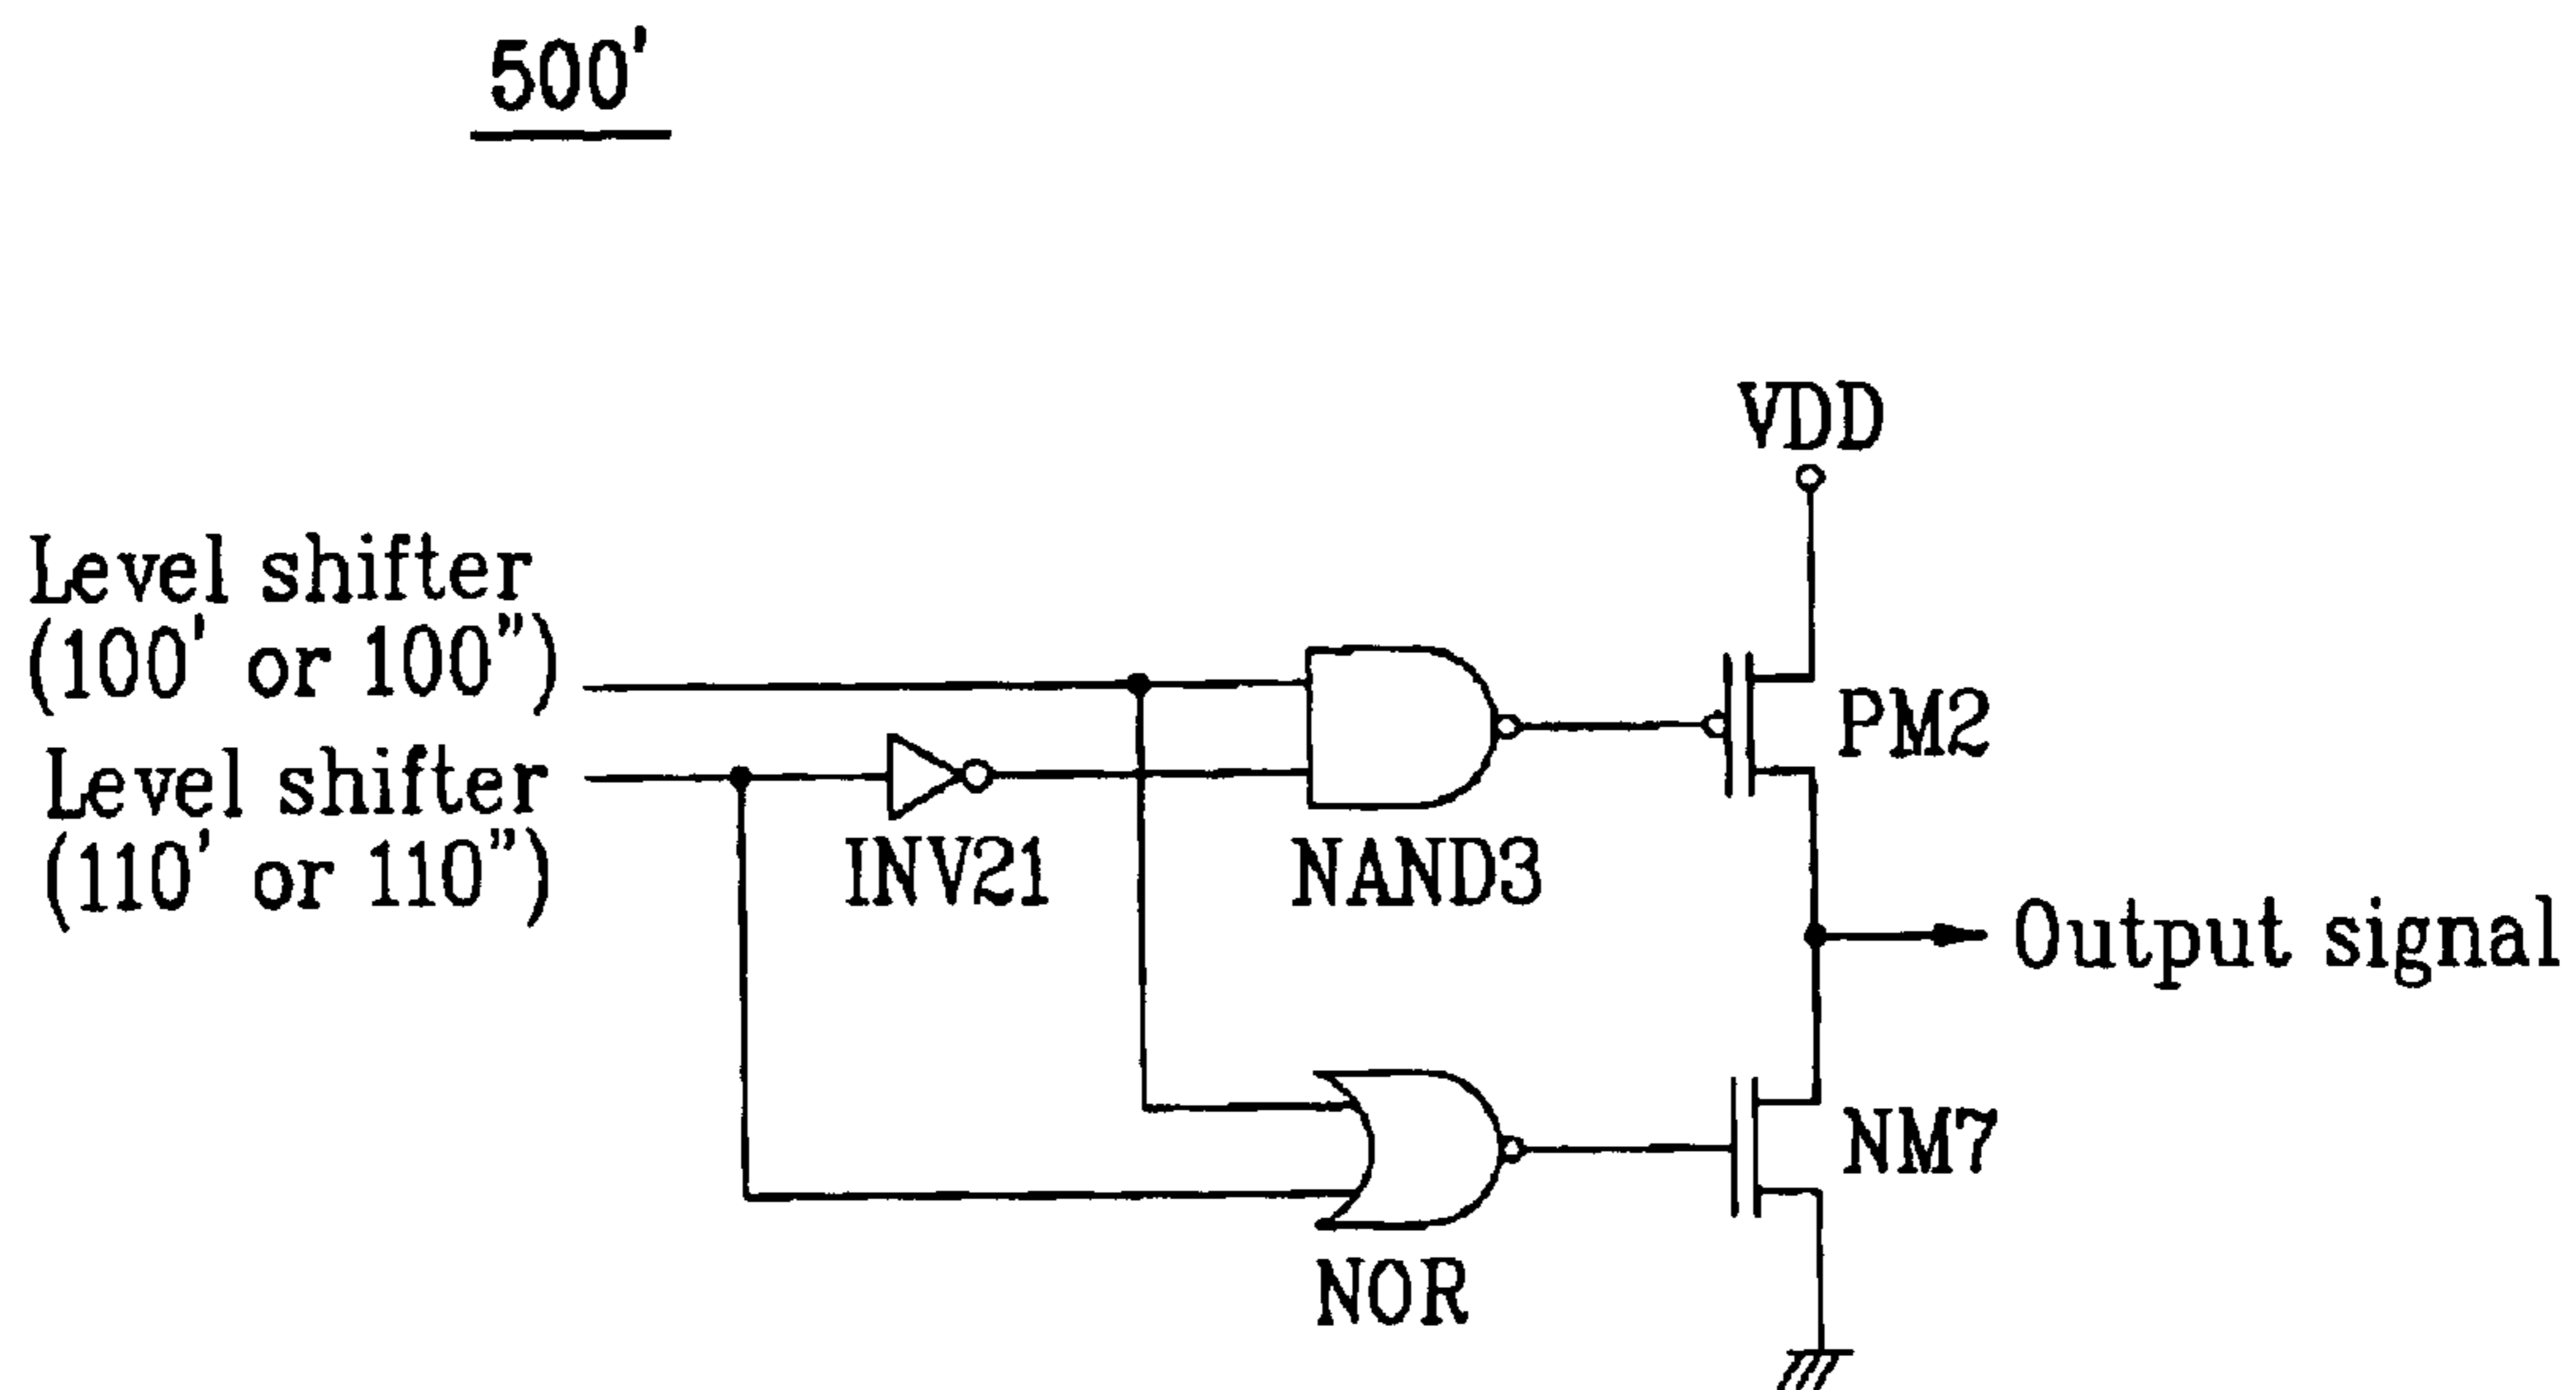 500'
VDD
Level shifter
(100' or 100")
PM2
Level shifter
(110' or 110")
INV21
NAND3
Output signal
NM7
NOR